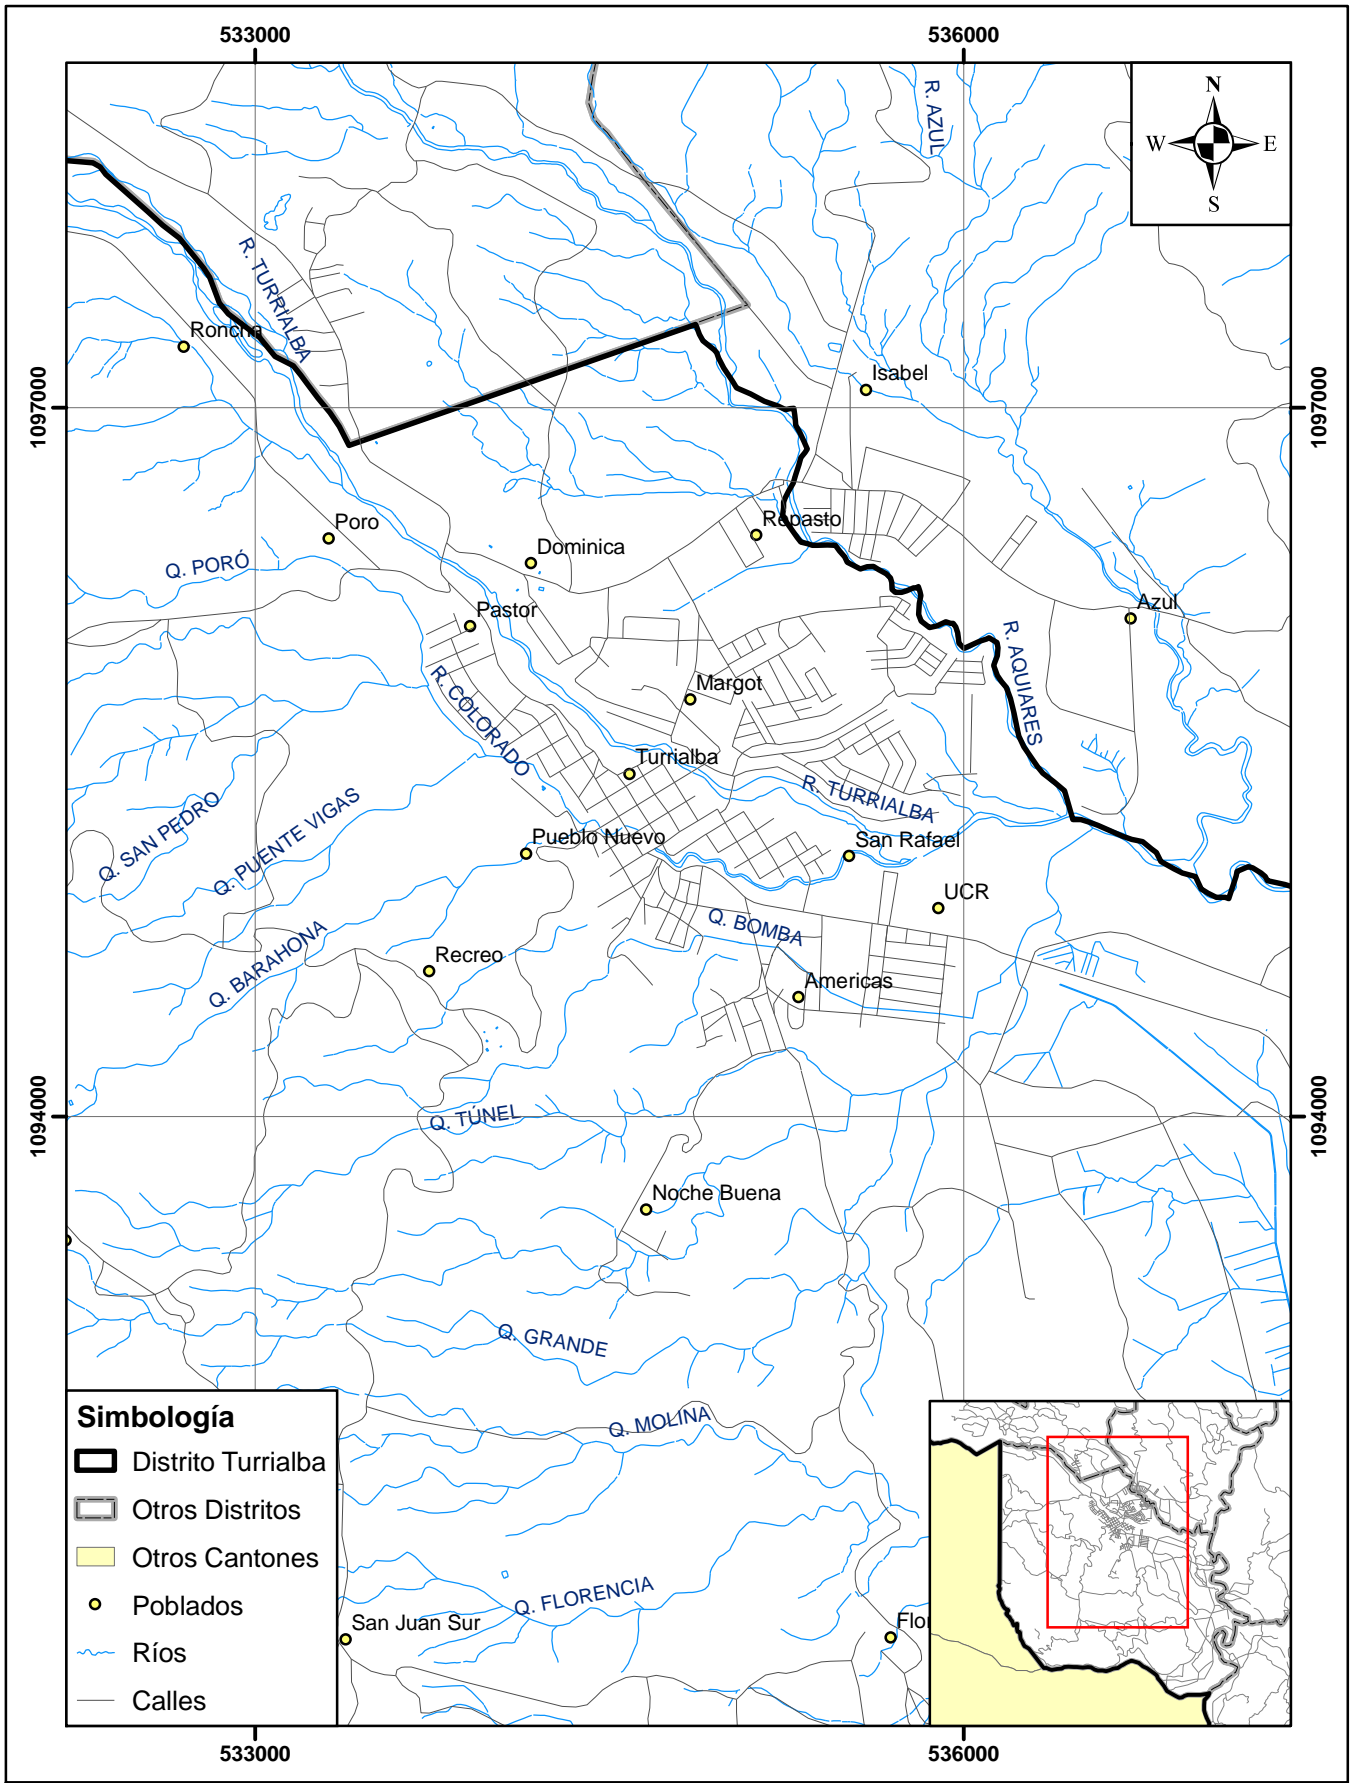 533000
536000
N
W
E
S
R. AZUL
R. TURRIALBA
Roncha
Isabel
1097000
1097000
Poro
Repasto
Dominica
Q. PORÓ
Pastor
Azul
R. AQUIARES
R. COLORADO
Margot
Turrialba
R. TURRIALBA
Q. SAN PEDRO
Q. PUENTE VIGAS
Pueblo Nuevo
San Rafael
UCR
Q. BOMBA
Q. BARAHONA
Recreo
Americas
1094000
1094000
Q. TÚNEL
Noche Buena
Q. GRANDE
Q. MOLINA
Q. FLORENCIA
San Juan Sur
Flor
Simbología
Distrito Turrialba
Otros Distritos
Otros Cantones
Poblados
Ríos
Calles
533000
536000